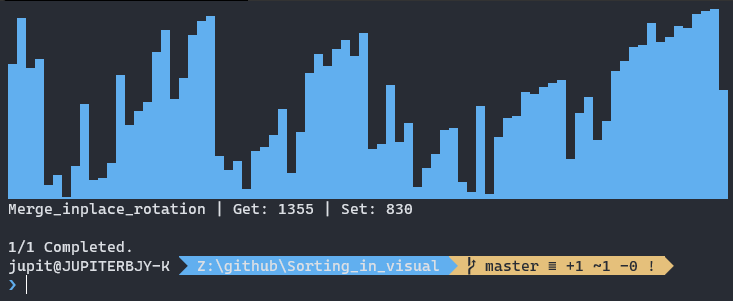 Merge_inplace_rotation | Get: 1355 | Set: 830
1/1 Completed.
jupit@JUPITERBJY-K Z:\github\Sorting_in_visual master ≡ +1 ~1 -0 !
❯